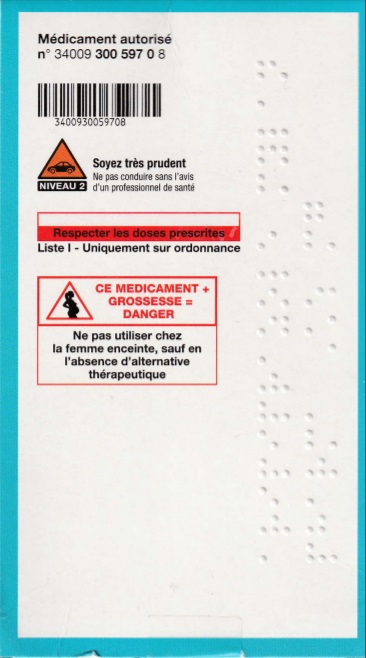 Médicament autorisé
n° 34009 300 597 0 8
3400930059708
Soyez très prudent
Ne pas conduire sans l'avis
NIVEAU 2
d'un professionnel de santé
Respecter les doses prescrites
Liste I - Uniquement sur ordonnance
CE MEDICAMENT +
GROSSESSE =
DANGER
Ne pas utiliser chez
la femme enceinte, sauf en
l'absence d'alternative
thérapeutique